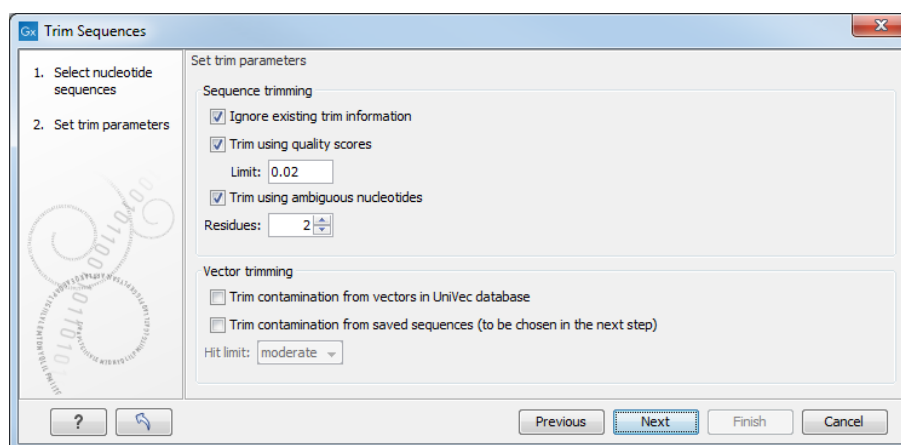 Gx Trim Sequences
Set trim parameters
1. Select nucleotide
sequences
2. Set trim parameters
Sequence trimming
Ignore existing trim information
Trim using quality scores
Limit: 0.02
Trim using ambiguous nucleotides
Residues: 2
Vector trimming
Trim contamination from vectors in UniVec database
Trim contamination from saved sequences (to be chosen in the next step)
Hit limit: moderate
? Previous Next Finish Cancel